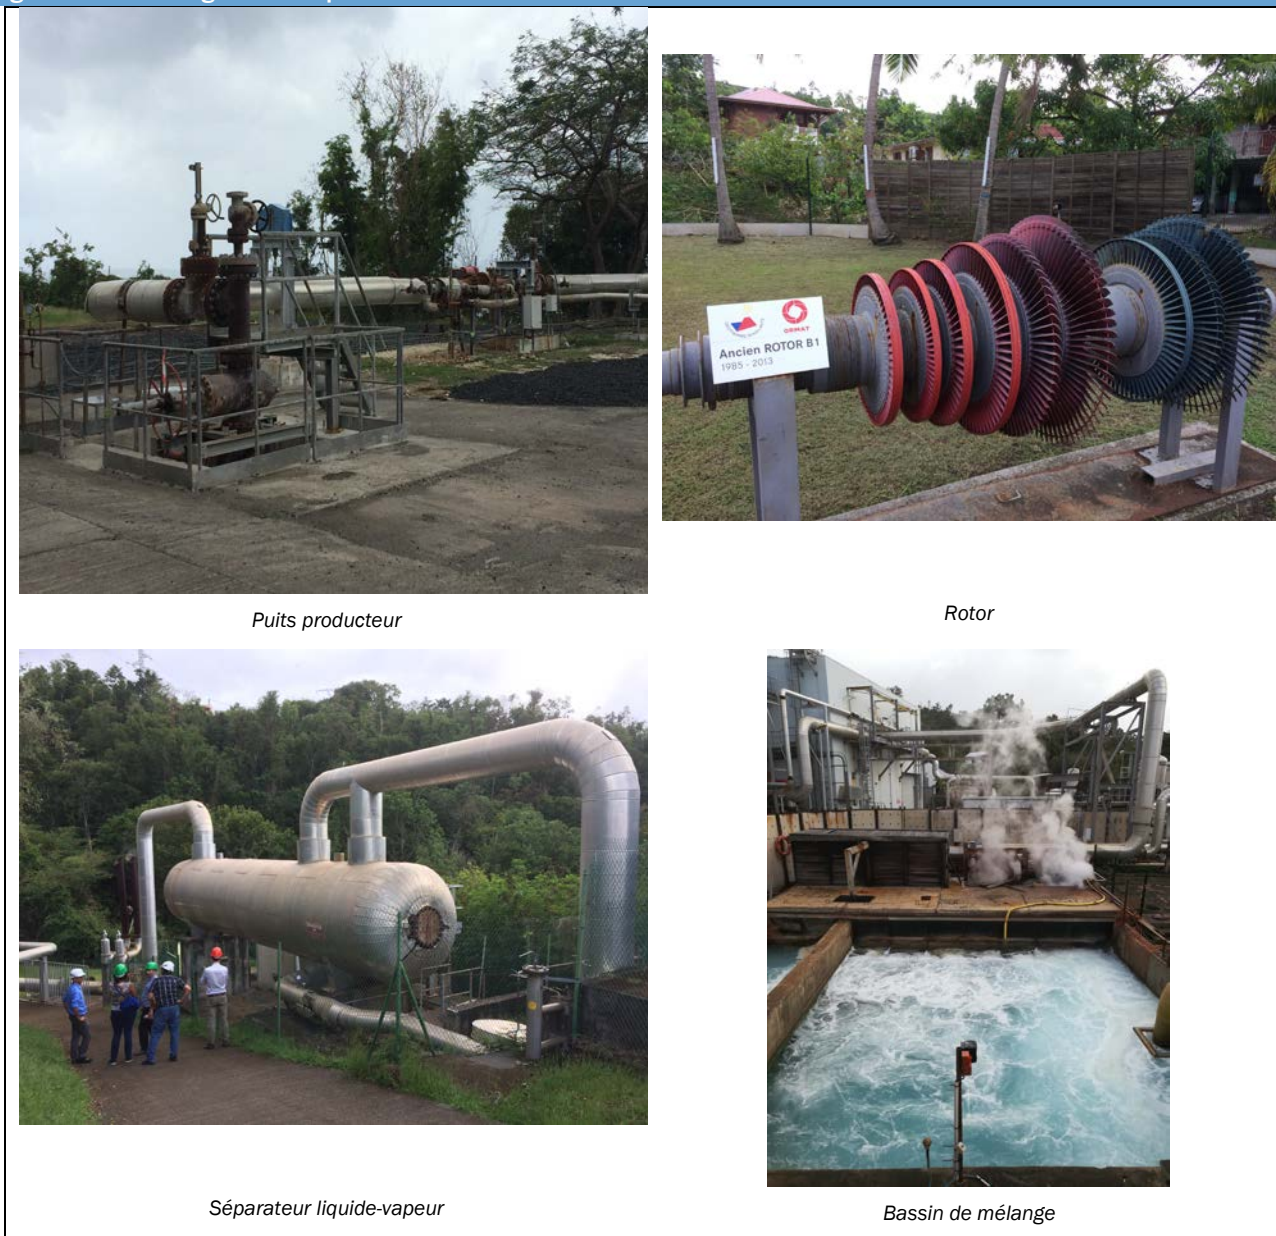 ORMAT
Ancien ROTOR B1
1985 - 2013
Puits producteur
Rotor
Séparateur liquide-vapeur
Bassin de mélange